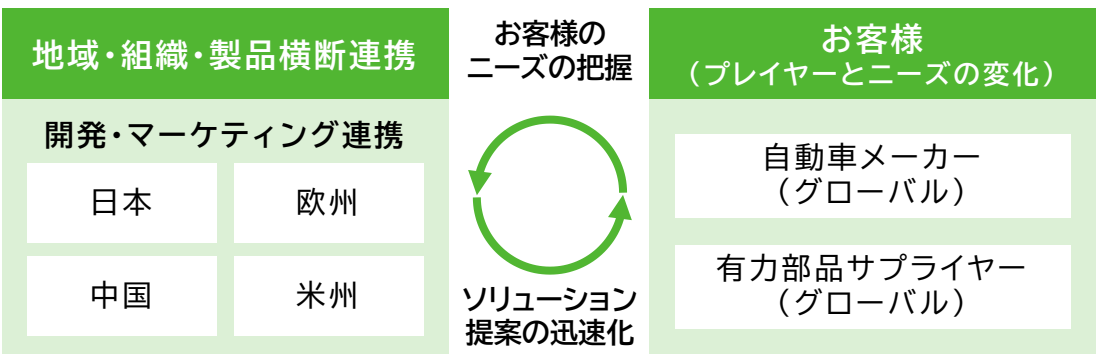 地域・組織・製品横断連携
開発・マーケティング連携
日本
欧州
中国
米州
お客様の
ニーズの把握
ソリューション
提案の迅速化
お客様
（プレイヤーとニーズの変化）
自動車メーカー
（グローバル）
有力部品サプライヤー
（グローバル）